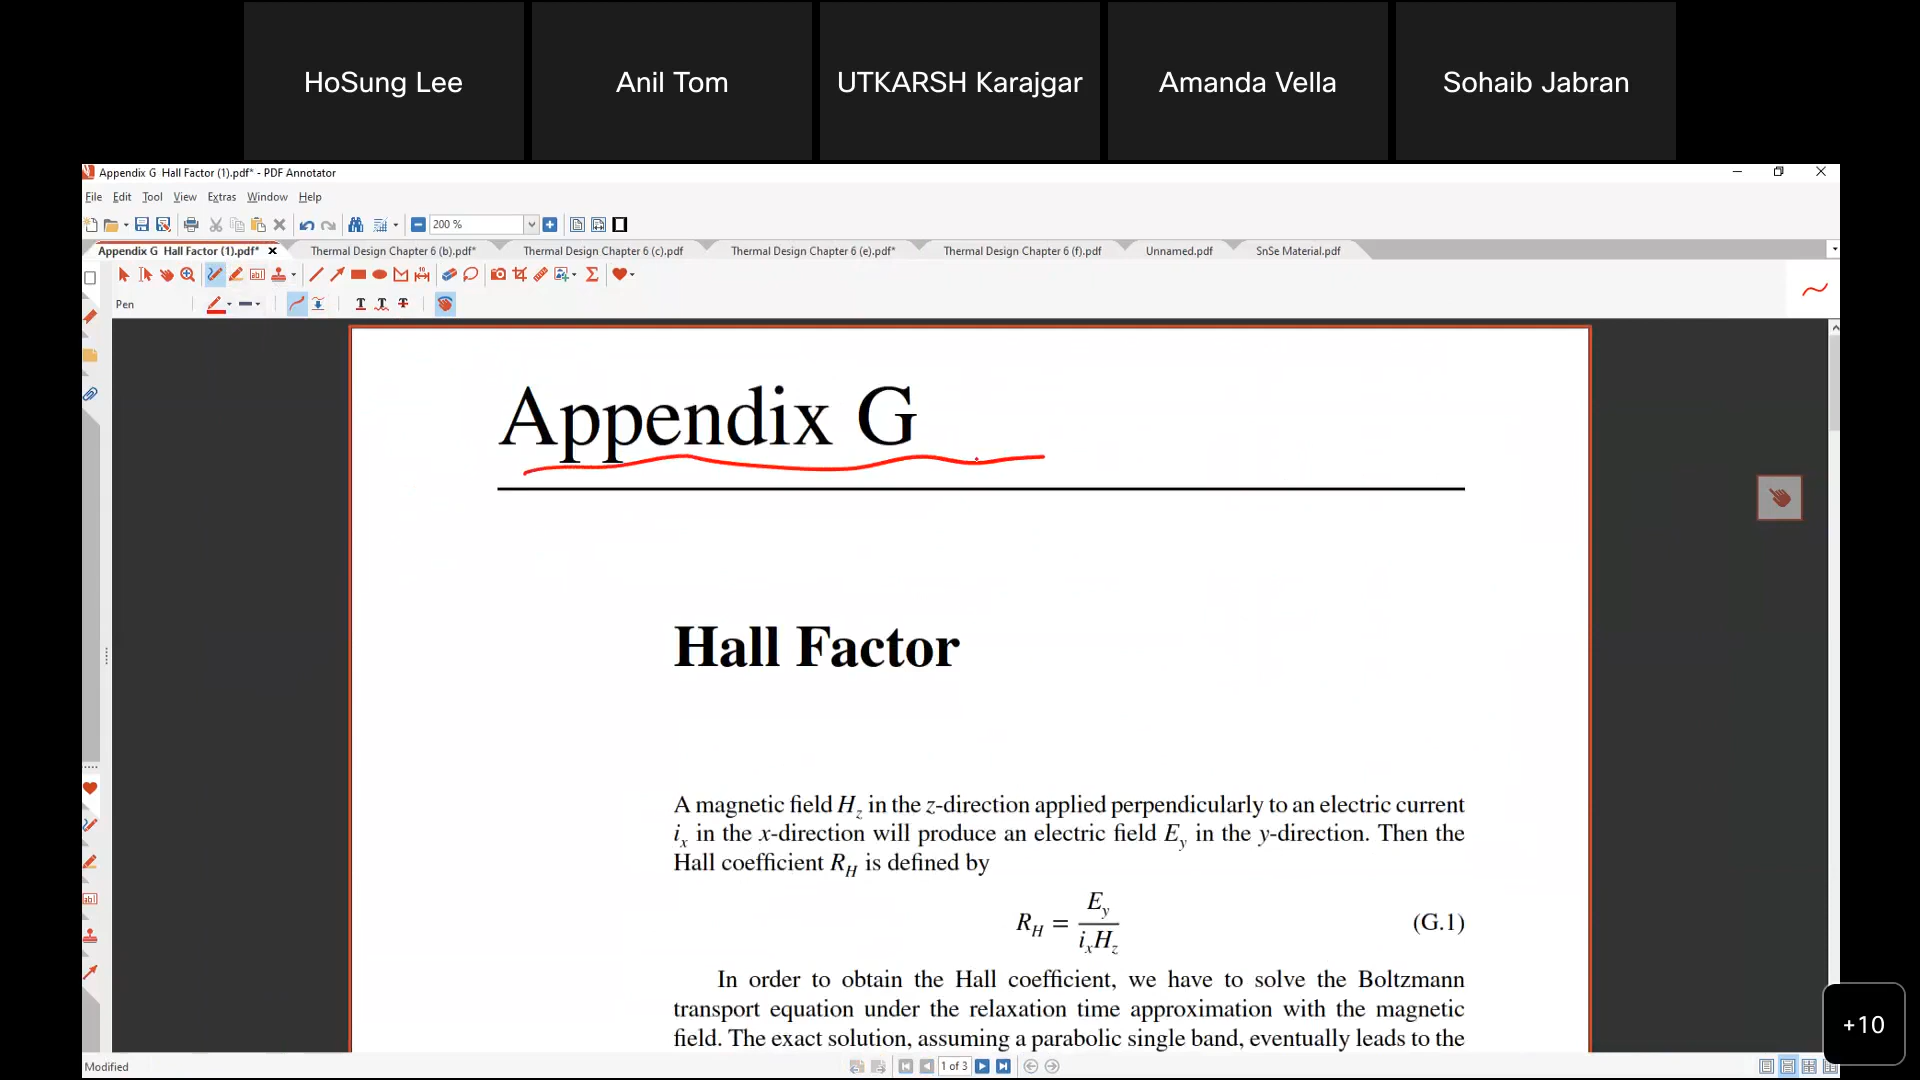 HoSung Lee
Anil Tom
UTKARSH Karajgar
Amanda Vella
Sohaib Jabran
Appendix G  Hall Factor (1).pdf* - PDF Annotator
File Edit Tool View Extras Window Help
200 %
Appendix G  Hall Factor (1).pdf*
Thermal Design Chapter 6 (b).pdf*
Thermal Design Chapter 6 (c).pdf
Thermal Design Chapter 6 (e).pdf*
Thermal Design Chapter 6 (f).pdf
Unnamed.pdf
SnSe Material.pdf
Pen
Appendix G
Hall Factor
A magnetic field H_z in the z-direction applied perpendicularly to an electric current
i_x in the x-direction will produce an electric field E_y in the y-direction. Then the
Hall coefficient R_H is defined by
R_H = E_y / i_x H_z (G.1)
In order to obtain the Hall coefficient, we have to solve the Boltzmann
transport equation under the relaxation time approximation with the magnetic
field. The exact solution, assuming a parabolic single band, eventually leads to the
+10
Modified
1 of 3